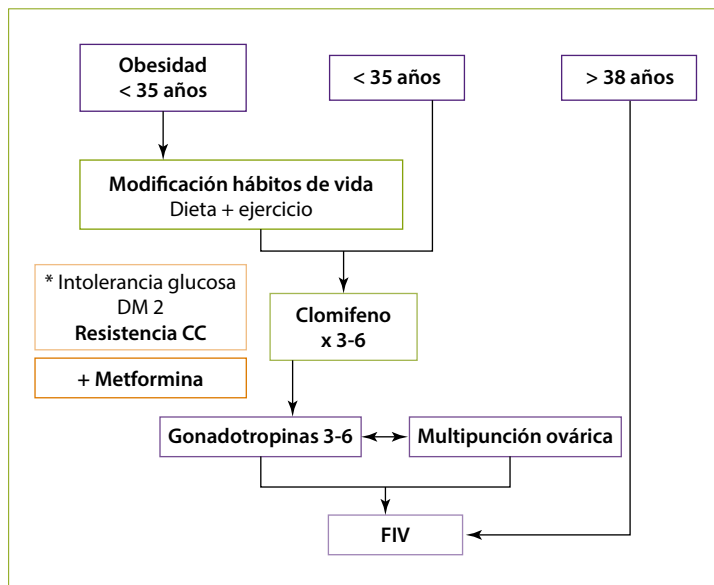 Obesidad
< 35 años
< 35 años
> 38 años
Modificación hábitos de vida
Dieta + ejercicio
* Intolerancia glucosa
DM 2
Resistencia CC
+ Metformina
Clomifeno
x 3-6
Gonadotropinas 3-6
Multipunción ovárica
FIV